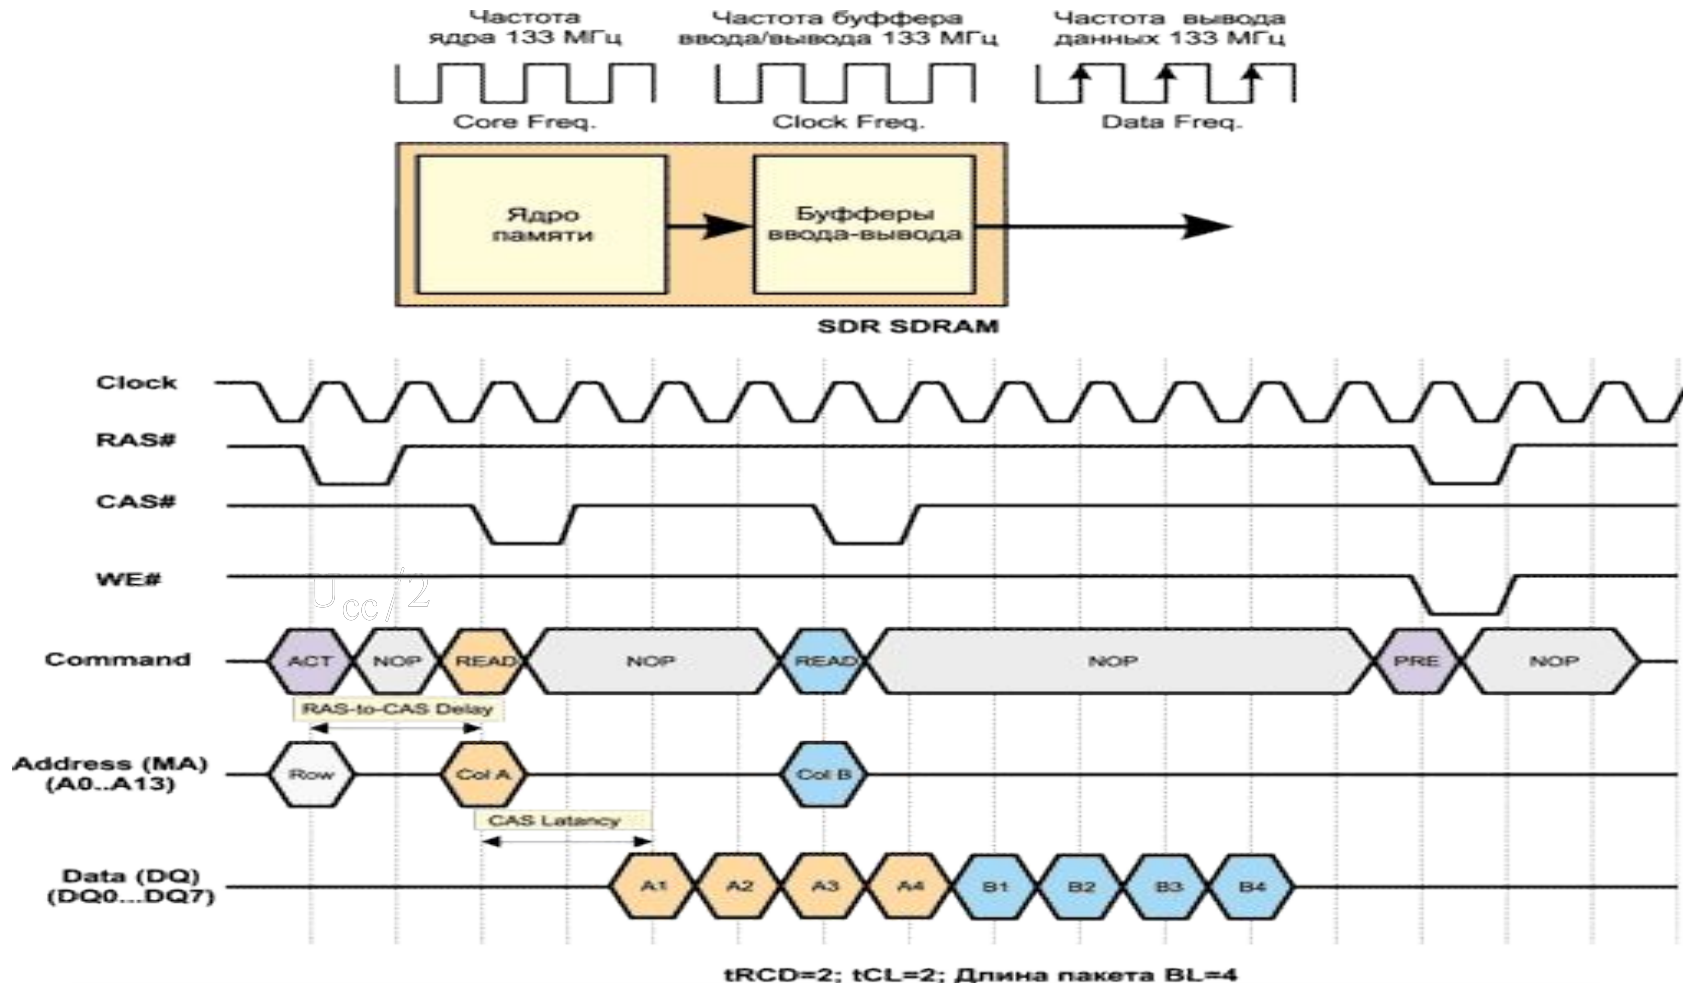 Частота
ядра 133 МГц
Частота буффера
ввода/вывода 133 МГц
Частота вывода
данных 133 МГц
Core Freq.
Clock Freq.
Data Freq.
Ядро
памяти
Буфферы
ввода-вывода
SDR SDRAM
Clock
RAS#
CAS#
WE#
Ucc/2
Command
ACT
NOP
READ
NOP
READ
NOP
PRE
NOP
RAS-to-CAS Delay
Address (MA)
(A0..A13)
Row
Col A
Col B
CAS Latancy
Data (DQ)
(DQ0...DQ7)
A1
A2
A3
A4
B1
B2
B3
B4
tRCD=2; tCL=2; Длина пакета BL=4